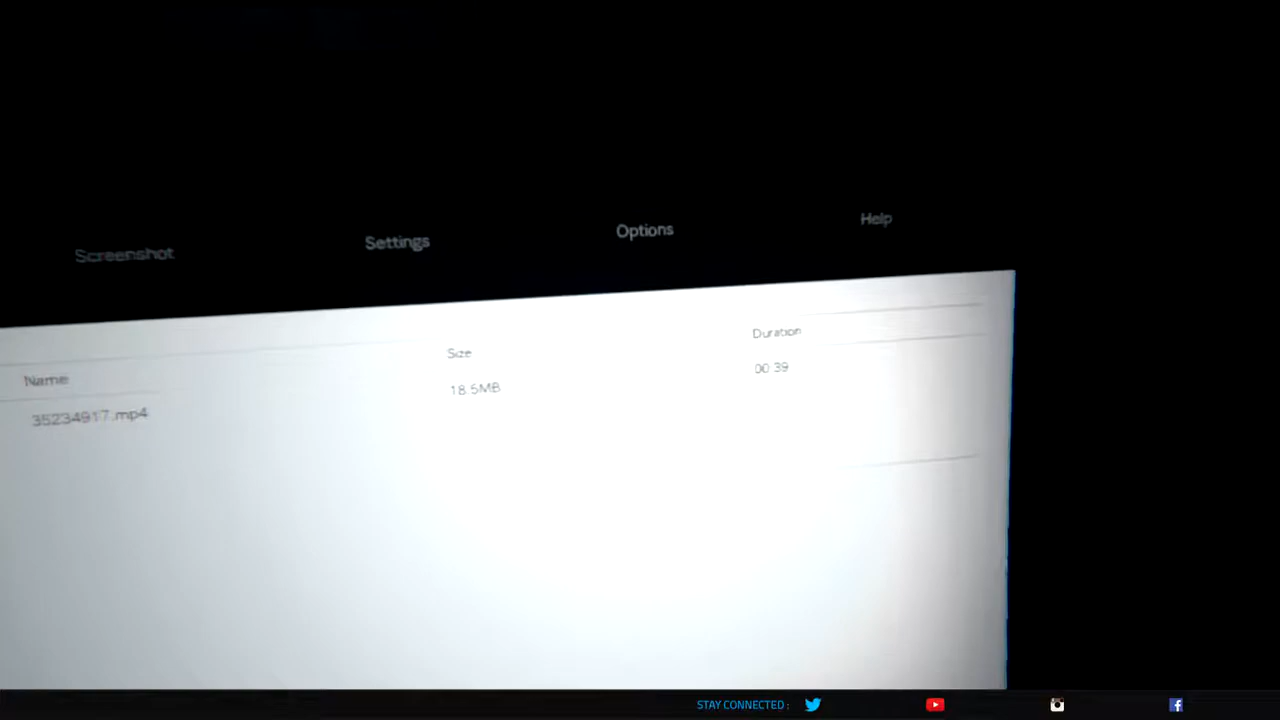 Screenshot Settings Options Help
Name Size Duration
35234917.mp4 18.5MB 00:39
STAY CONNECTED :